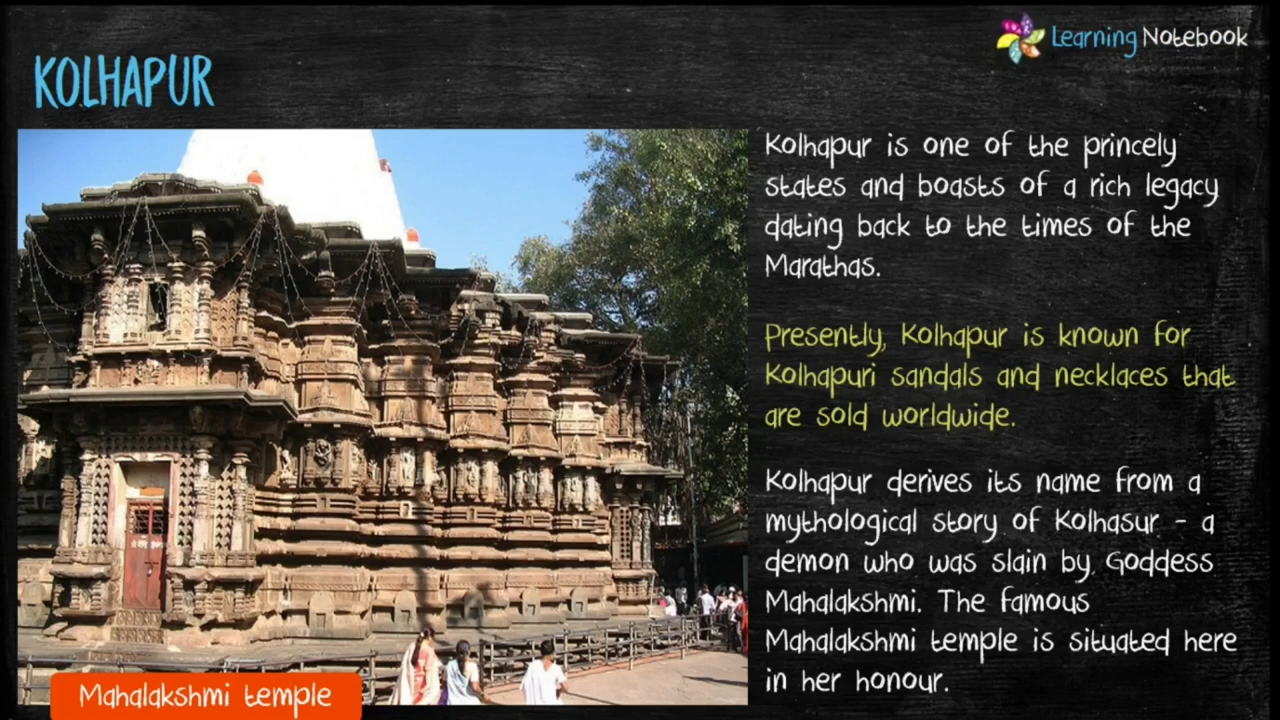 Learning Notebook
KOLHAPUR
Kolhapur is one of the princely
states and boasts of a rich legacy
dating back to the times of the
Marathas.
Presently, Kolhapur is known for
Kolhapuri sandals and necklaces that
are sold worldwide.
Kolhapur derives its name from a
mythological story of Kolhasur - a
demon who was slain by Goddess
Mahalakshmi. The famous
Mahalakshmi temple is situated here
in her honour.
Mahalakshmi temple